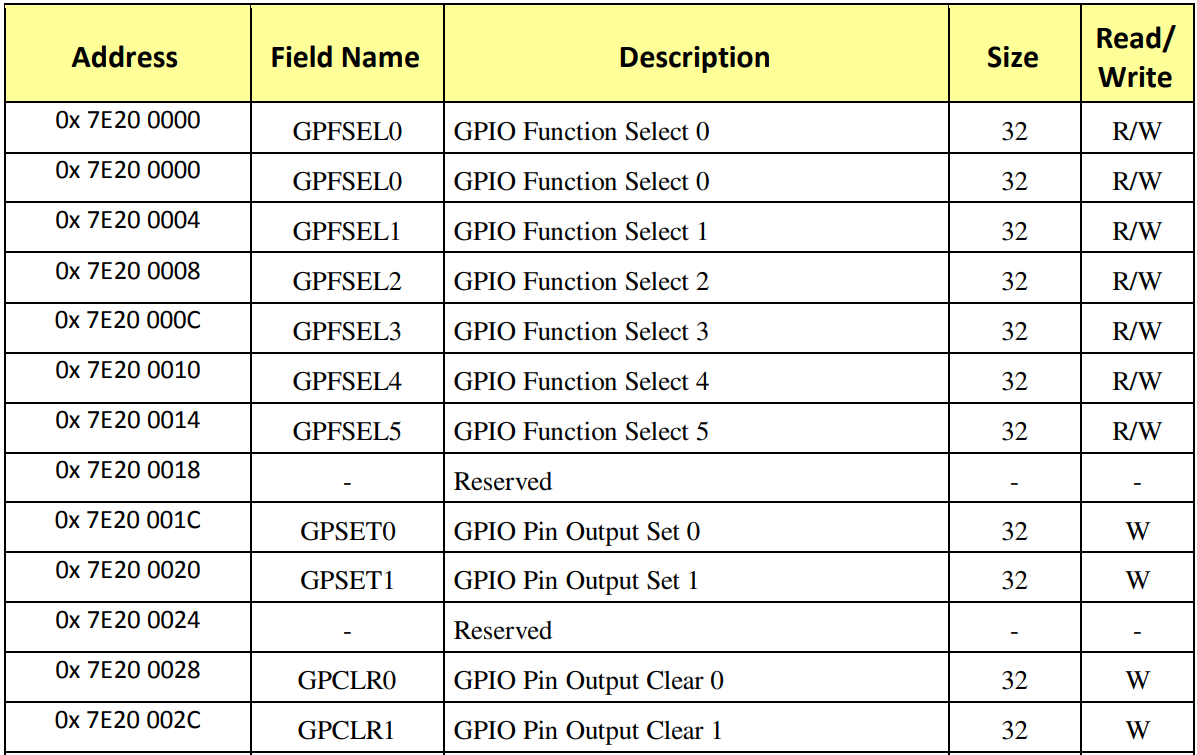 Address Field Name Description Size Read/
Write
0x 7E20 0000 GPFSEL0 GPIO Function Select 0 32 R/W
0x 7E20 0000 GPFSEL0 GPIO Function Select 0 32 R/W
0x 7E20 0004 GPFSEL1 GPIO Function Select 1 32 R/W
0x 7E20 0008 GPFSEL2 GPIO Function Select 2 32 R/W
0x 7E20 000C GPFSEL3 GPIO Function Select 3 32 R/W
0x 7E20 0010 GPFSEL4 GPIO Function Select 4 32 R/W
0x 7E20 0014 GPFSEL5 GPIO Function Select 5 32 R/W
0x 7E20 0018 - Reserved - -
0x 7E20 001C GPSET0 GPIO Pin Output Set 0 32 W
0x 7E20 0020 GPSET1 GPIO Pin Output Set 1 32 W
0x 7E20 0024 - Reserved - -
0x 7E20 0028 GPCLR0 GPIO Pin Output Clear 0 32 W
0x 7E20 002C GPCLR1 GPIO Pin Output Clear 1 32 W